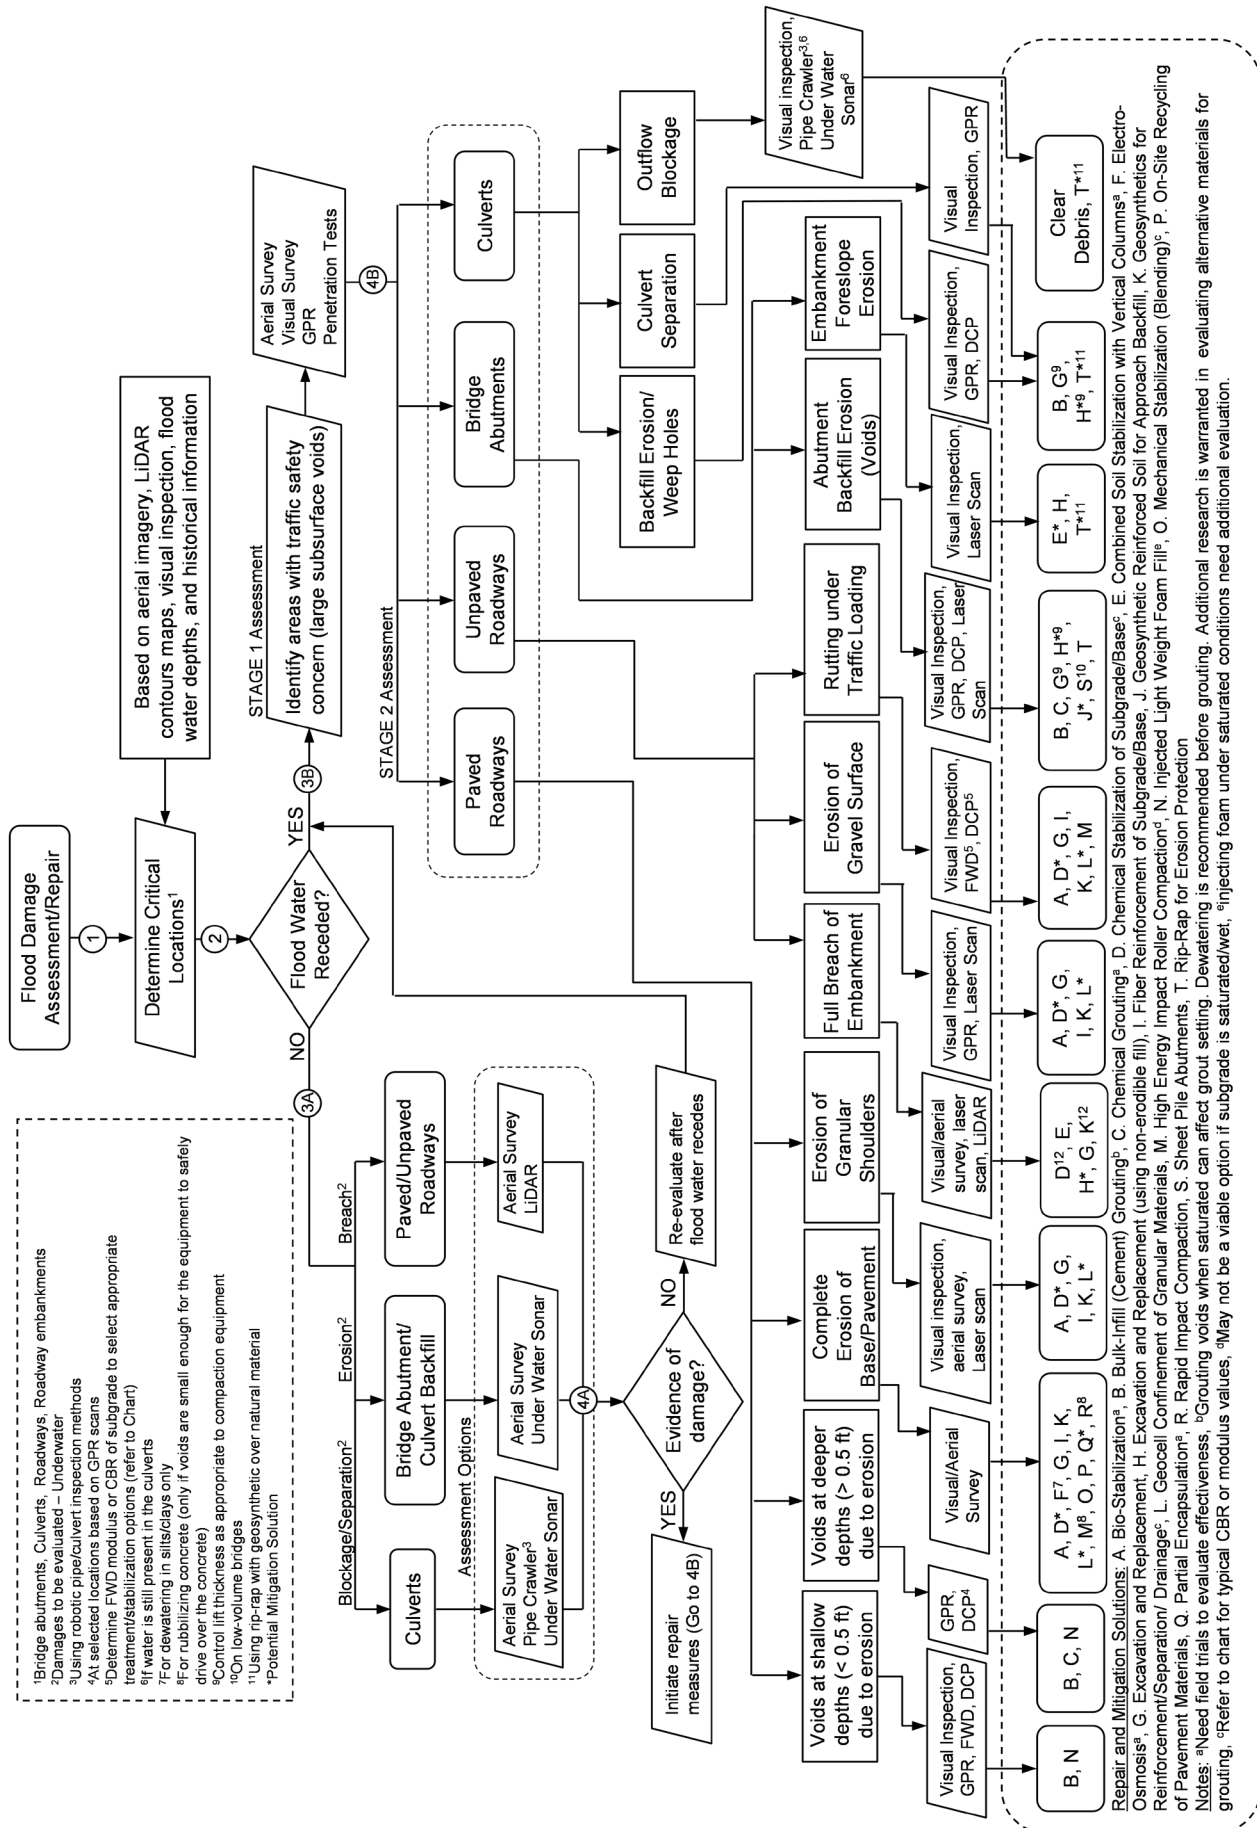 Flood Damage
Assessment/Repair
1
Determine Critical
Locations¹
Based on aerial imagery, LiDAR
contours maps, visual inspection, flood
water depths, and historical information
2
Flood Water
Receded?
NO
YES
3A
3B
¹Bridge abutments, Culverts, Roadways, Roadway embankments
²Damages to be evaluated – Underwater
³Using robotic pipe/culvert inspection methods
⁴At selected locations based on GPR scans
⁵Determine FWD modulus or CBR of subgrade to select appropriate
treatment/stabilization options (refer to Chart)
⁶If water is still present in the culverts
⁷For dewatering in silts/clays only
⁸For rubbilizing concrete (only if voids are small enough for the equipment to safely
drive over the concrete)
⁹Control lift thickness as appropriate to compaction equipment
¹⁰On low-volume bridges
¹¹Using rip-rap with geosynthetic over natural material
*Potential Mitigation Solution
Blockage/Separation²
Erosion²
Breach²
Culverts
Bridge Abutment/
Culvert Backfill
Paved/Unpaved
Roadways
Assessment Options
Aerial Survey
Pipe Crawler³
Under Water Sonar
Aerial Survey
Under Water Sonar
Aerial Survey
LiDAR
4A
Evidence of
damage?
YES
NO
Initiate repair
measures (Go to 4B)
Re-evaluate after
flood water recedes
STAGE 1 Assessment
Identify areas with traffic safety
concern (large subsurface voids)
Aerial Survey
Visual Survey
GPR
Penetration Tests
4B
STAGE 2 Assessment
Paved
Roadways
Unpaved
Roadways
Bridge
Abutments
Culverts
Backfill Erosion/
Weep Holes
Culvert
Separation
Outflow
Blockage
Voids at shallow
depths (< 0.5 ft)
due to erosion
Voids at deeper
depths (> 0.5 ft)
due to erosion
Complete
Erosion of
Base/Pavement
Erosion of
Granular
Shoulders
Full Breach of
Embankment
Erosion of
Gravel Surface
Rutting under
Traffic Loading
Abutment
Backfill Erosion
(Voids)
Embankment
Foreslope
Erosion
Visual Inspection,
GPR, FWD, DCP
GPR,
DCP⁴
Visual/Aerial
Survey
Visual inspection,
aerial survey,
Laser scan
Visual/aerial
survey, laser
scan, LiDAR
Visual Inspection,
GPR, Laser Scan
Visual Inspection,
FWD⁵, DCP⁵
Visual Inspection,
GPR, DCP, Laser
Scan
Visual Inspection,
Laser Scan
Visual Inspection,
GPR, DCP
Visual
Inspection, GPR
Visual inspection,
Pipe Crawler³,⁶
Under Water
Sonar⁶
B, N
B, C, N
A, D*, F⁷, G, I, K,
L*, M⁸, O, P, Q*, R⁸
A, D*, G,
I, K, L*
D¹² E,
H*, G, K¹²
A, D*, G,
I, K, L*
A, D*, G, I,
K, L*, M
B, C, G⁹, H*⁹,
J*, S¹⁰, T
E*, H,
T*¹¹
B, G⁹,
H*⁹, T*¹¹
Clear
Debris, T*¹¹
Repair and Mitigation Solutions: A. Bio-Stabilizationᵃ, B. Bulk-Infill (Cement) Groutingᵇ, C. Chemical Groutingᵃ, D. Chemical Stabilization of Subgrade/Baseᶜ, E. Combined Soil Stabilization with Vertical Columnsᵃ, F. Electro-
Osmosisᵃ, G. Excavation and Replacement, H. Excavation and Replacement (using non-erodible fill), I. Fiber Reinforcement of Subgrade/Base, J. Geosynthetic Reinforced Soil for Approach Backfill, K. Geosynthetics for
Reinforcement/Separation/ Drainageᶜ, L. Geocell Confinement of Granular Materials, M. High Energy Impact Roller Compactionᵈ, N. Injected Light Weight Foam Fillᵉ, O. Mechanical Stabilization (Blending)ᶜ, P. On-Site Recycling
of Pavement Materials, Q. Partial Encapsulationᵃ, R. Rapid Impact Compaction, S. Sheet Pile Abutments, T. Rip-Rap for Erosion Protection
Notes: ᵃNeed field trials to evaluate effectiveness, ᵇGrouting voids when saturated can affect grout setting. Dewatering is recommended before grouting. Additional research is warranted in evaluating alternative materials for
grouting, ᶜRefer to chart for typical CBR or modulus values, ᵈMay not be a viable option if subgrade is saturated/wet, ᵉinjecting foam under saturated conditions need additional evaluation.